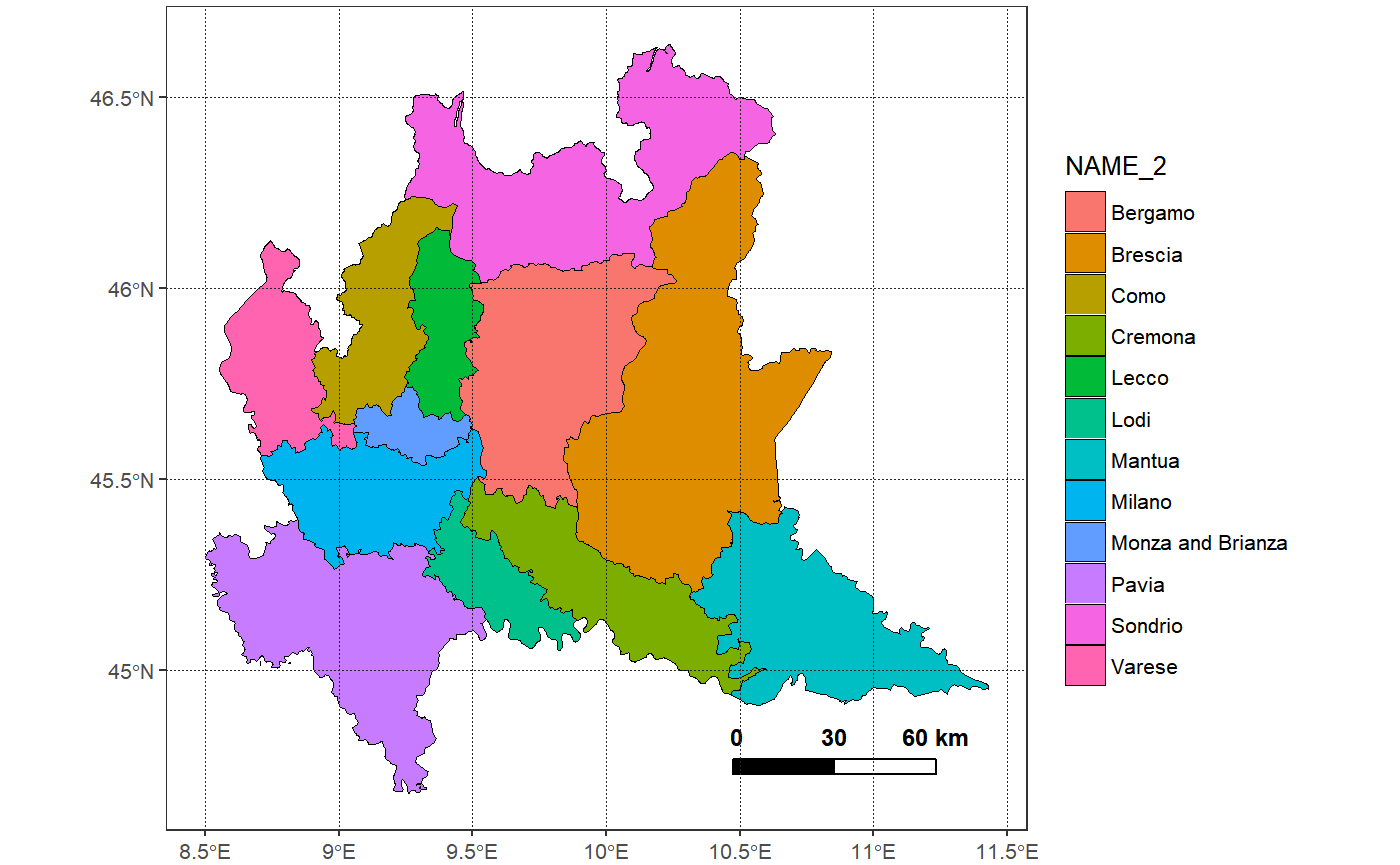 46.5°N
46°N
45.5°N
45°N
0 30 60 km
8.5°E 9°E 9.5°E 10°E 10.5°E 11°E 11.5°E
NAME_2
Bergamo
Brescia
Como
Cremona
Lecco
Lodi
Mantua
Milano
Monza and Brianza
Pavia
Sondrio
Varese